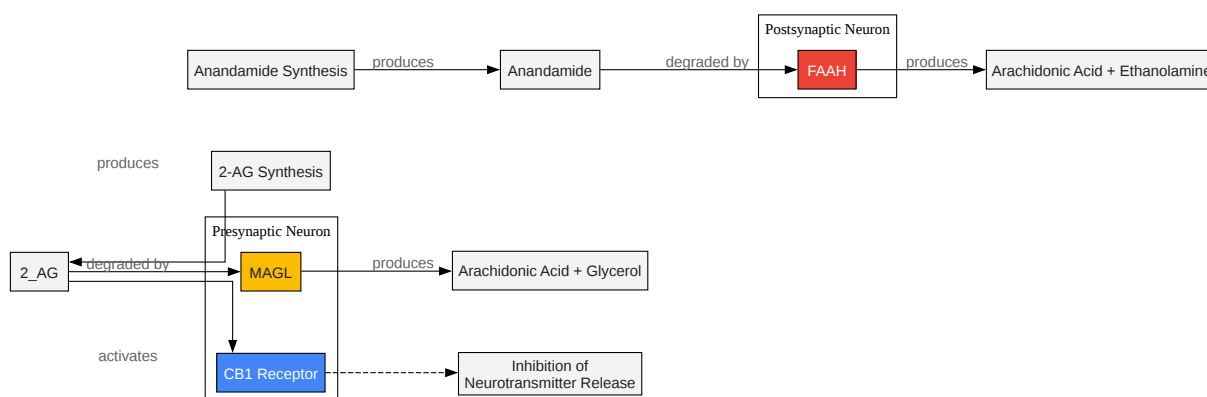 Postsynaptic Neuron
Anandamide Synthesis
produces
Anandamide
degraded by
FAAH
produces
Arachidonic Acid + Ethanolamine
produces
2-AG Synthesis
Presynaptic Neuron
2_AG
degraded by
MAGL
produces
Arachidonic Acid + Glycerol
activates
CB1 Receptor
Inhibition of
Neurotransmitter Release